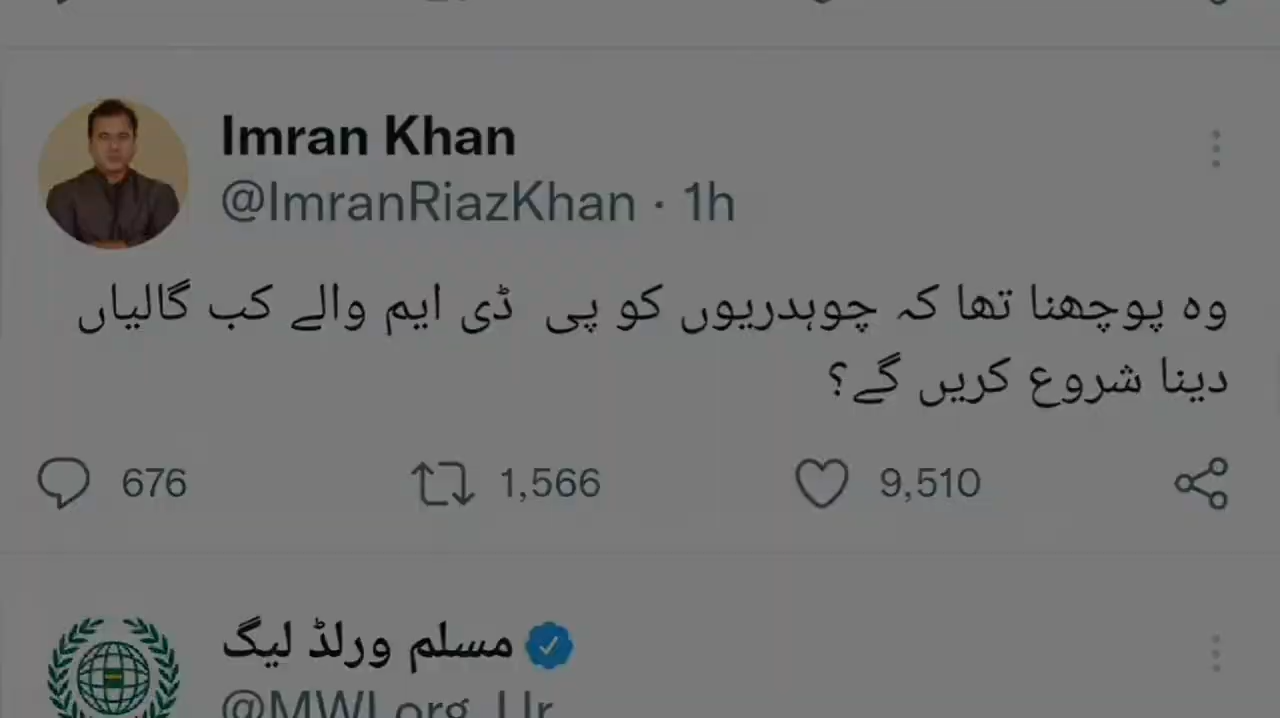 Imran Khan
@ImranRiazKhan · 1h
وہ پوچھنا تھا کہ چوہدریوں کو پی ڈی ایم والے کب گالیاں
دینا شروع کریں گے؟
676 1,566 9,510
مسلم ورلڈ لیگ
@MWLorg_Ur